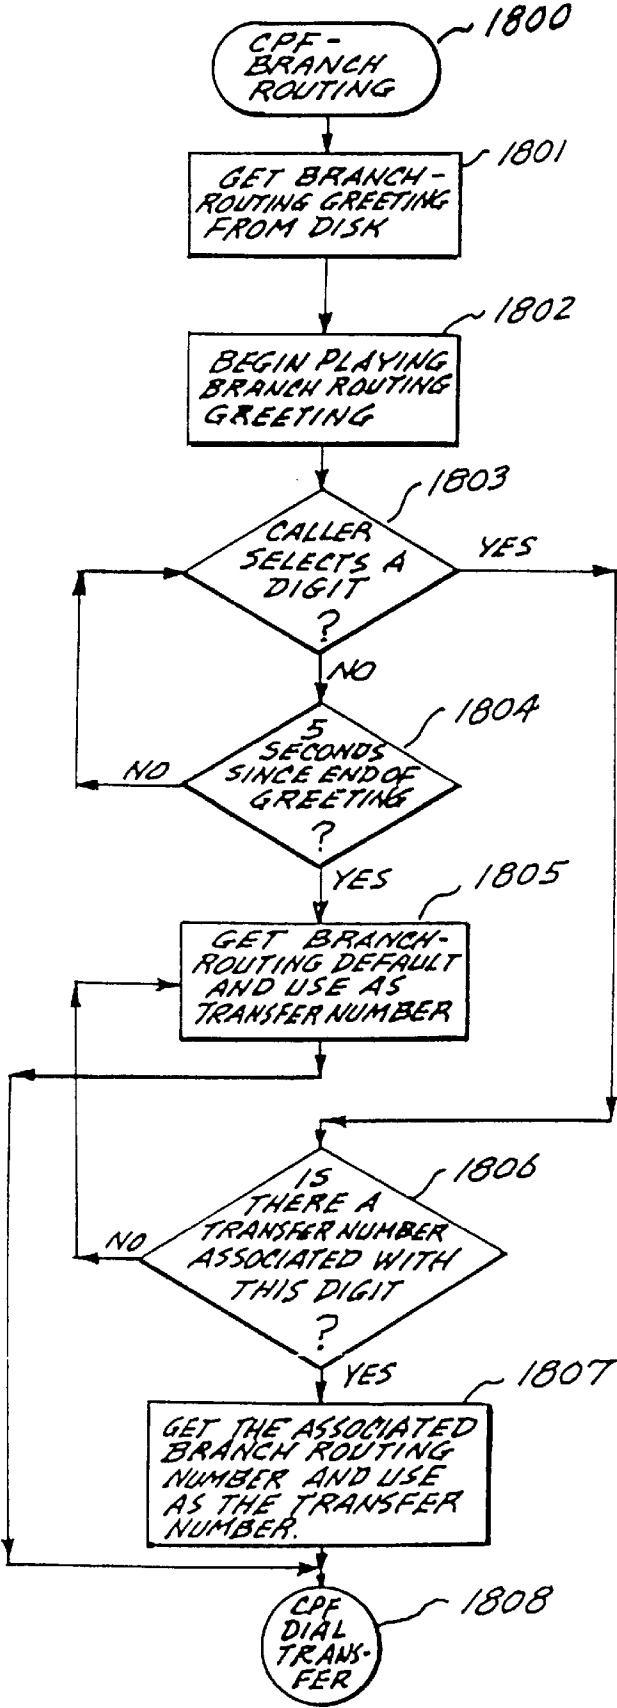 1800
CPF-
BRANCH
ROUTING
1801
GET BRANCH-
ROUTING GREETING
FROM DISK
1802
BEGIN PLAYING
BRANCH ROUTING
GREETING
1803
CALLER
SELECTS A
DIGIT
?
YES
NO
1804
5
SECONDS
SINCE END OF
GREETING
?
NO
YES
1805
GET BRANCH-
ROUTING DEFAULT
AND USE AS
TRANSFER NUMBER
1806
IS
THERE A
TRANSFER NUMBER
ASSOCIATED WITH
THIS DIGIT
?
NO
YES
1807
GET THE ASSOCIATED
BRANCH ROUTING
NUMBER AND USE
AS THE TRANSFER
NUMBER.
1808
CPF
DIAL
TRANS-
FER